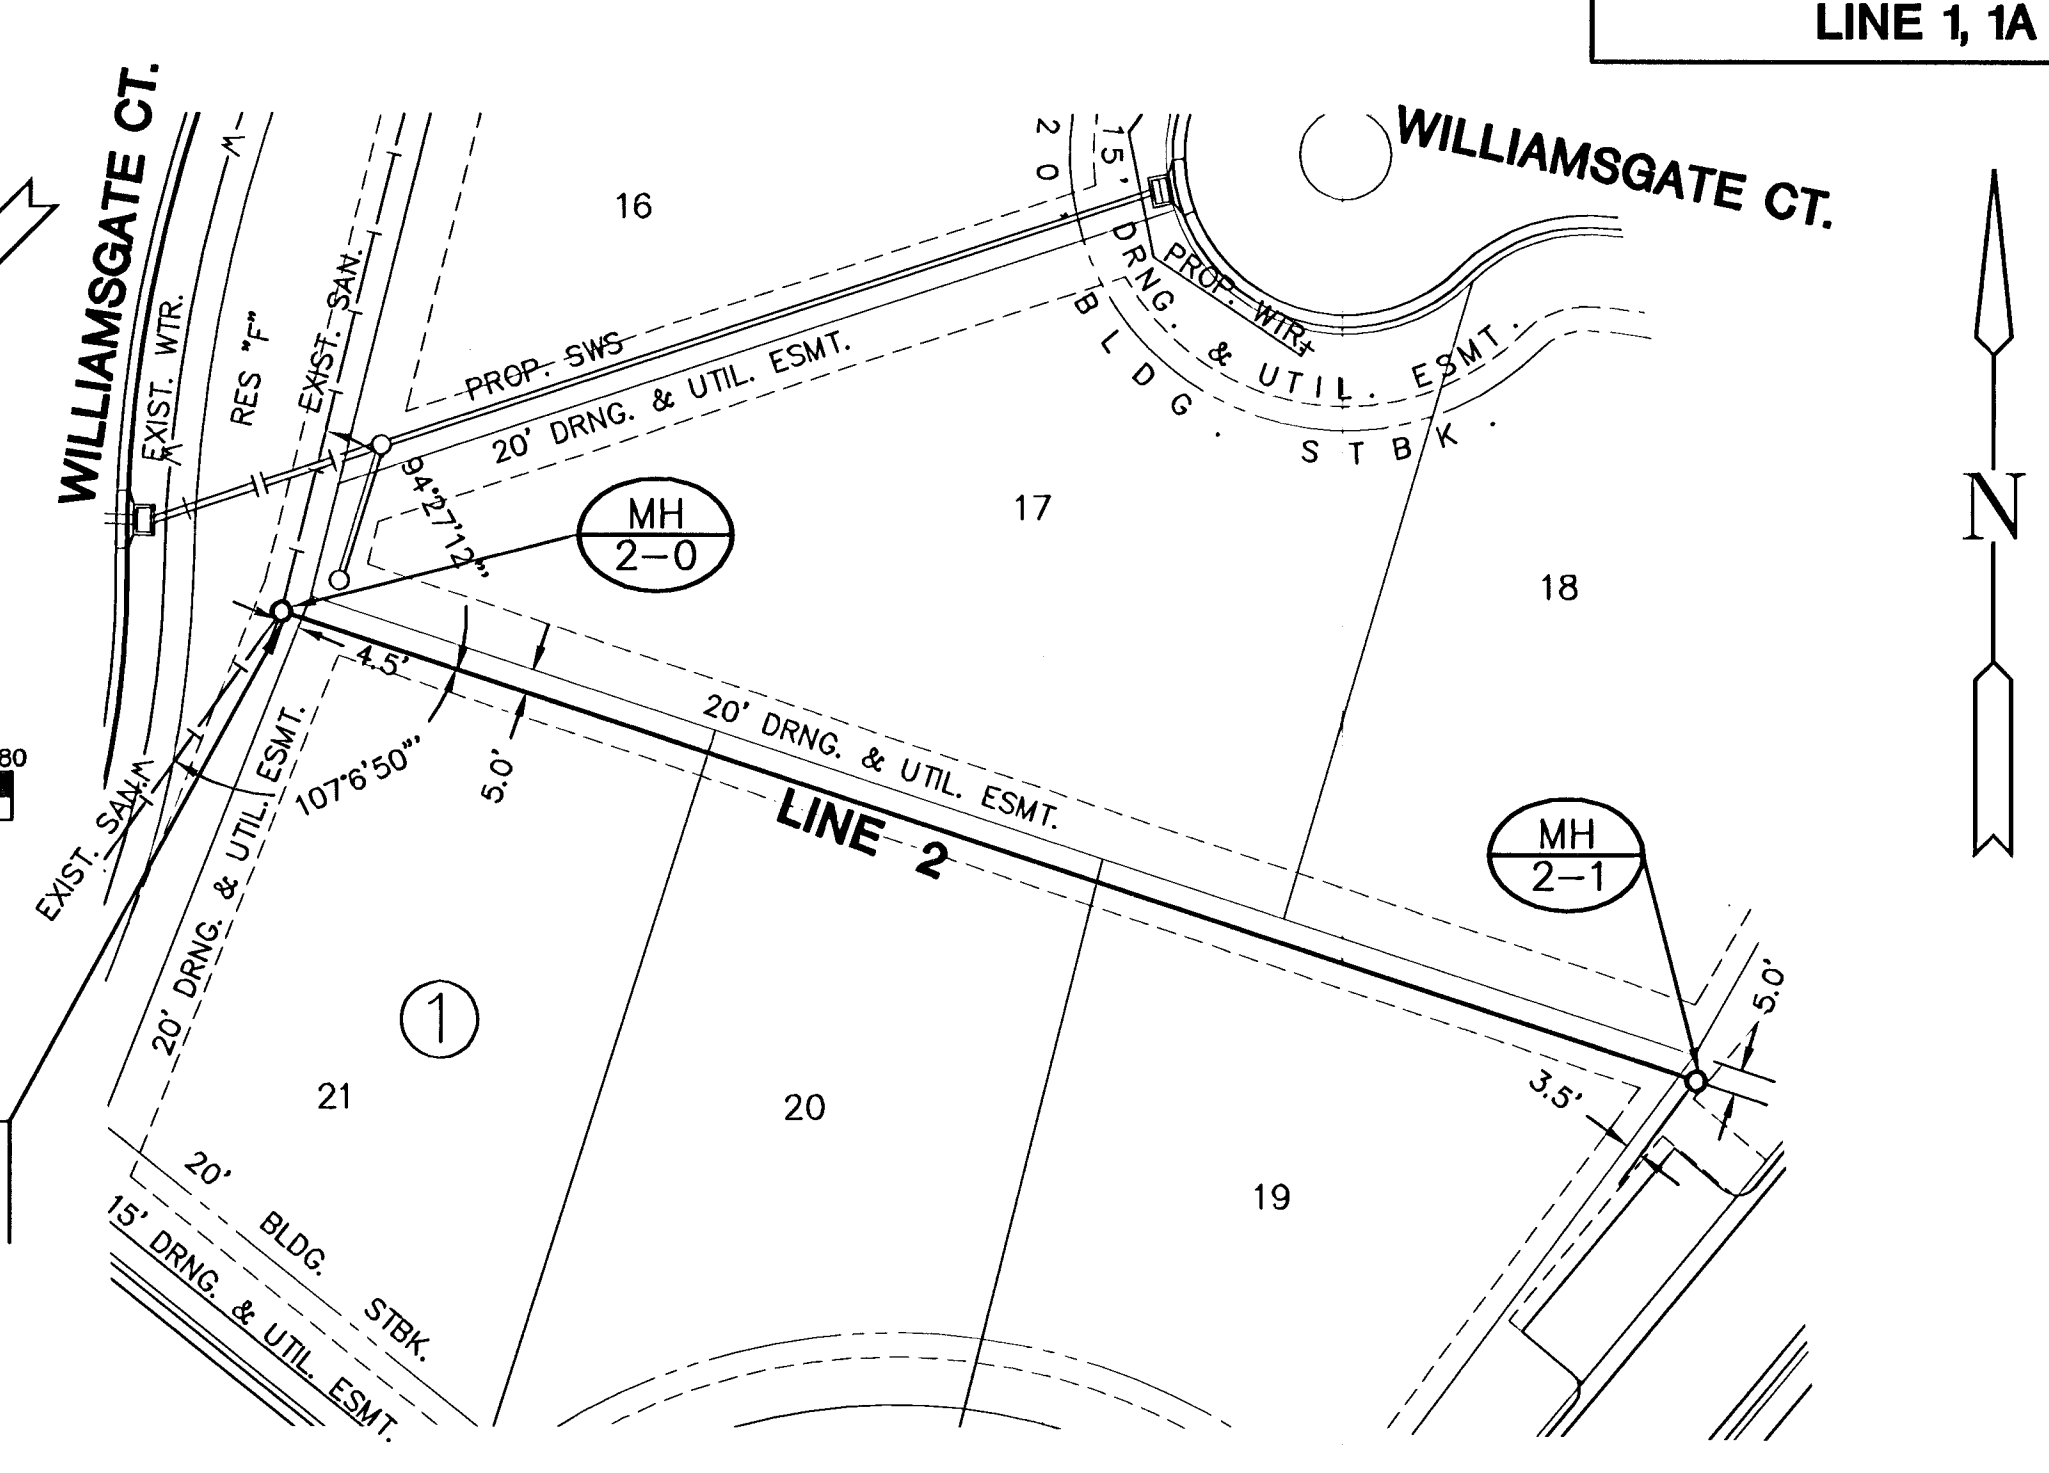 LINE 1, 1A
WILLIAMSGATE CT.
WILLIAMSGATE CT.
16
20
15'
DRNG. & UTIL. ESMT.
BLDG. STBK.
PROP. WTR.
EXIST. WTR.
W
RES "F"
EXIST. SAN.
PROP. SWS
20' DRNG. & UTIL. ESMT.
94°27'12"
MH
2-0
17
18
N
4.5'
5.0'
107°6'50"
20' DRNG. & UTIL. ESMT.
LINE 2
MH
2-1
80
W
W
EXIST. SAN.
20' DRNG. & UTIL. ESMT.
1
21
20
19
3.5'
5.0'
20' BLDG. STBK.
15' DRNG. & UTIL. ESMT.